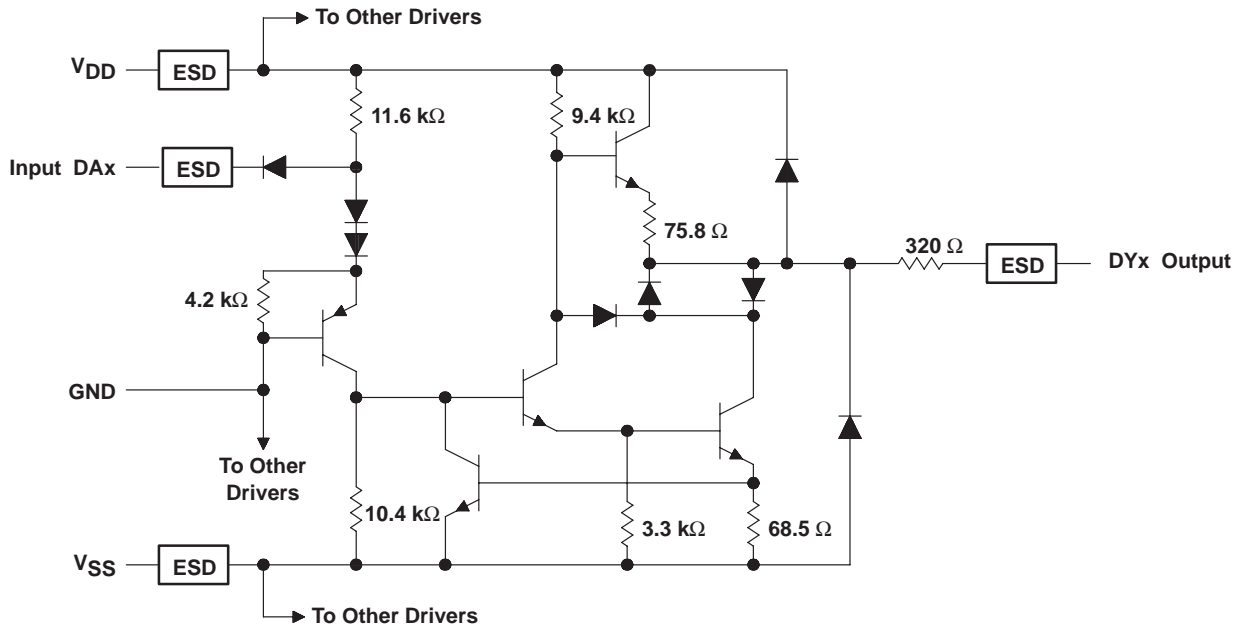 To Other Drivers
VDD
ESD
11.6 kΩ
9.4 kΩ
Input DAx
ESD
75.8 Ω
320 Ω
ESD
DYx Output
4.2 kΩ
GND
To Other
Drivers
10.4 kΩ
3.3 kΩ
68.5 Ω
VSS
ESD
To Other Drivers